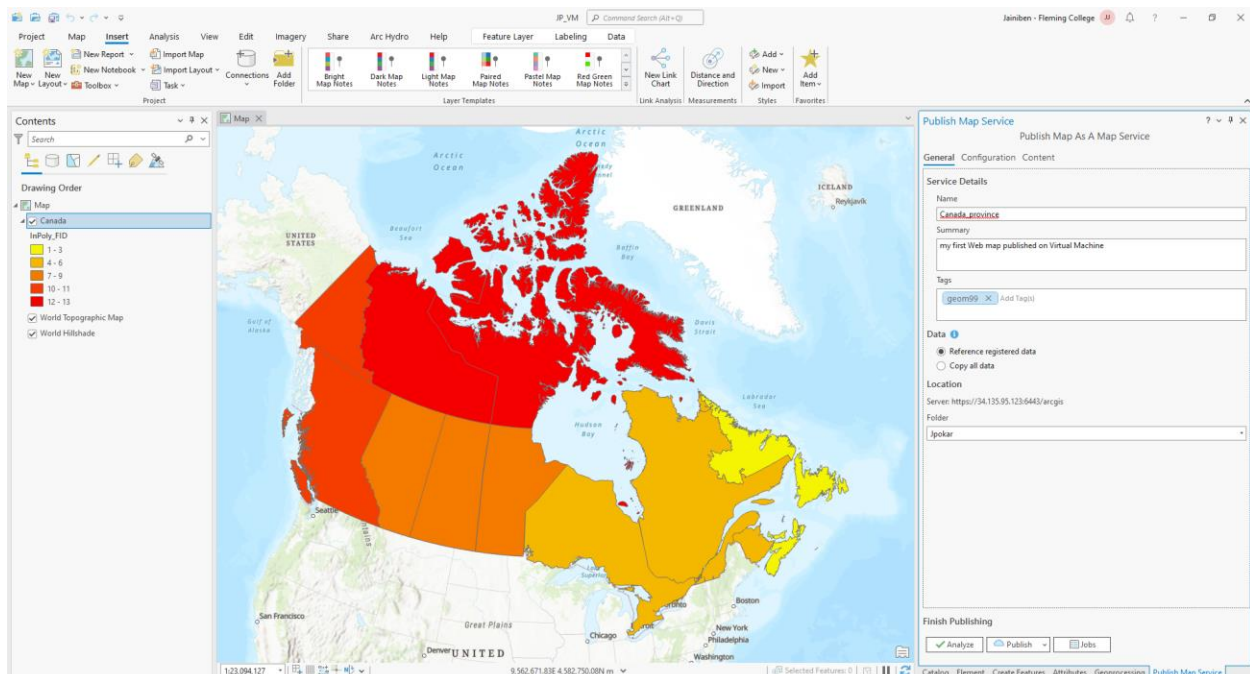 JP_VM
Command Search (Alt+Q)
Jainiben - Fleming College
JJ
?
Project Map Insert Analysis View Edit Imagery Share Arc Hydro Help Feature Layer Labeling Data
New Map
New Layout
New Report
New Notebook
Toolbox
Import Map
Import Layout
Task
Connections
Add Folder
Bright Map Notes
Dark Map Notes
Light Map Notes
Paired Map Notes
Pastel Map Notes
Red Green Map Notes
New Link Chart
Distance and Direction
Add
New
Import
Add Item
Project
Layer Templates
Link Analysis
Measurements
Styles
Favorites
Contents
Search
Drawing Order
Map
Canada
InPoly_FID
1 - 3
4 - 6
7 - 9
10 - 11
12 - 13
World Topographic Map
World Hillshade
Map
Arctic
Ocean
Arctic
Ocean
ICELAND
Reykjavík
GREENLAND
UNITED
STATES
Beaufort
Sea
Baffin
Bay
Gulf of
Alaska
Davis
Strait
Labrador
Sea
Hudson
Bay
Seattle
Superior
Toronto
Boston
San Francisco
Great Plains
Chicago
New York
Philadelphia
Denver
UNITED
Washington
1:23,094,127
9,562,671.83E 4,582,750.08N m
Selected Features: 0
Publish Map Service
?
Publish Map As A Map Service
General Configuration Content
Service Details
Name
Canada_province
Summary
my first Web map published on Virtual Machine
Tags
geom99 Add Tag(s)
Data
Reference registered data
Copy all data
Location
Server: https://34.135.95.123:6443/arcgis
Folder
Jpokar
Finish Publishing
Analyze
Publish
Jobs
Catalog Element Create Features Attributes Geoprocessing Publish Map Service